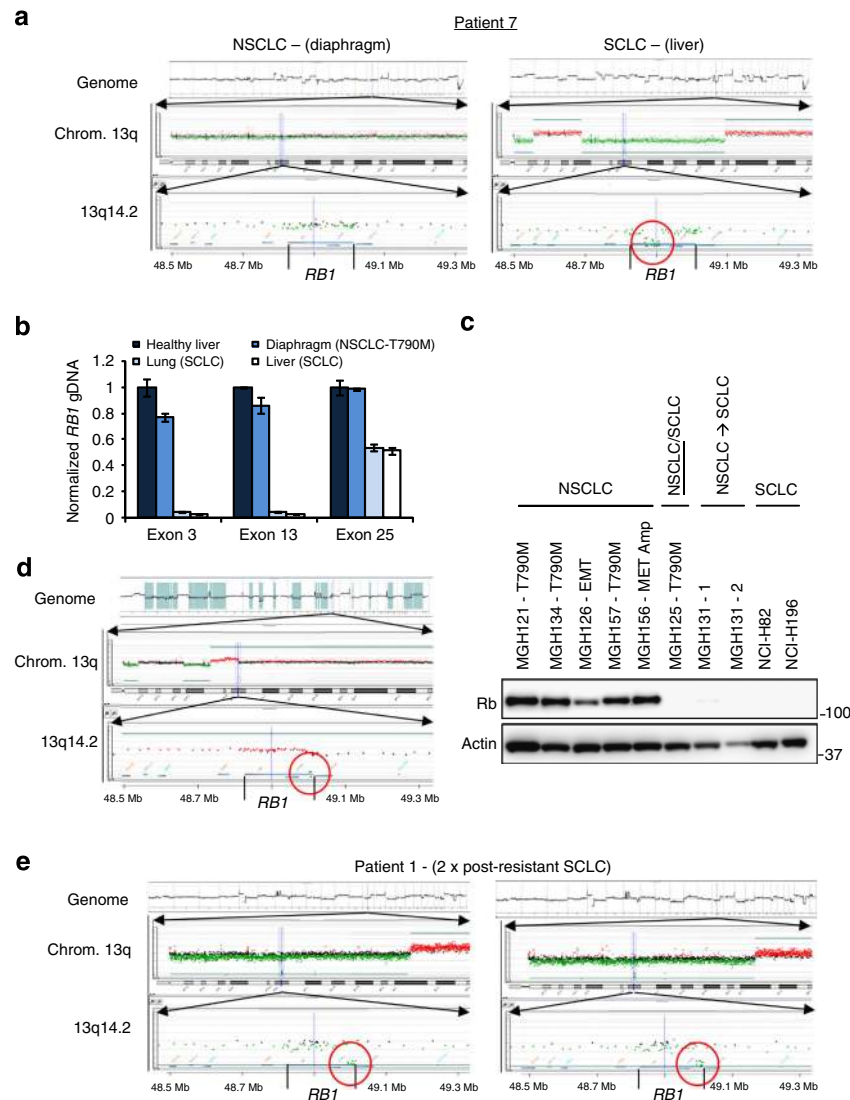 a
Patient 7
NSCLC – (diaphragm)
SCLC – (liver)
Genome
Chrom. 13q
13q14.2
48.5 Mb 48.7 Mb 49.1 Mb 49.3 Mb
RB1
48.5 Mb 48.7 Mb 49.1 Mb 49.3 Mb
RB1
b
Healthy liver
Diaphragm (NSCLC-T790M)
Lung (SCLC)
Liver (SCLC)
Normalized RB1 gDNA
1.2
1
0.8
0.6
0.4
0.2
0
Exon 3 Exon 13 Exon 25
c
NSCLC
NSCLC/SCLC
NSCLC → SCLC
SCLC
MGH121 - T790M
MGH134 - T790M
MGH126 - EMT
MGH157 - T790M
MGH156 - MET Amp
MGH125 - T790M
MGH131 - 1
MGH131 - 2
NCI-H82
NCI-H196
Rb
-100
Actin
-37
d
Genome
Chrom. 13q
13q14.2
48.5 Mb 48.7 Mb 49.1 Mb 49.3 Mb
RB1
e
Patient 1 - (2 x post-resistant SCLC)
Genome
Chrom. 13q
13q14.2
48.5 Mb 48.7 Mb 49.1 Mb 49.3 Mb
RB1
48.5 Mb 48.7 Mb 49.1 Mb 49.3 Mb
RB1